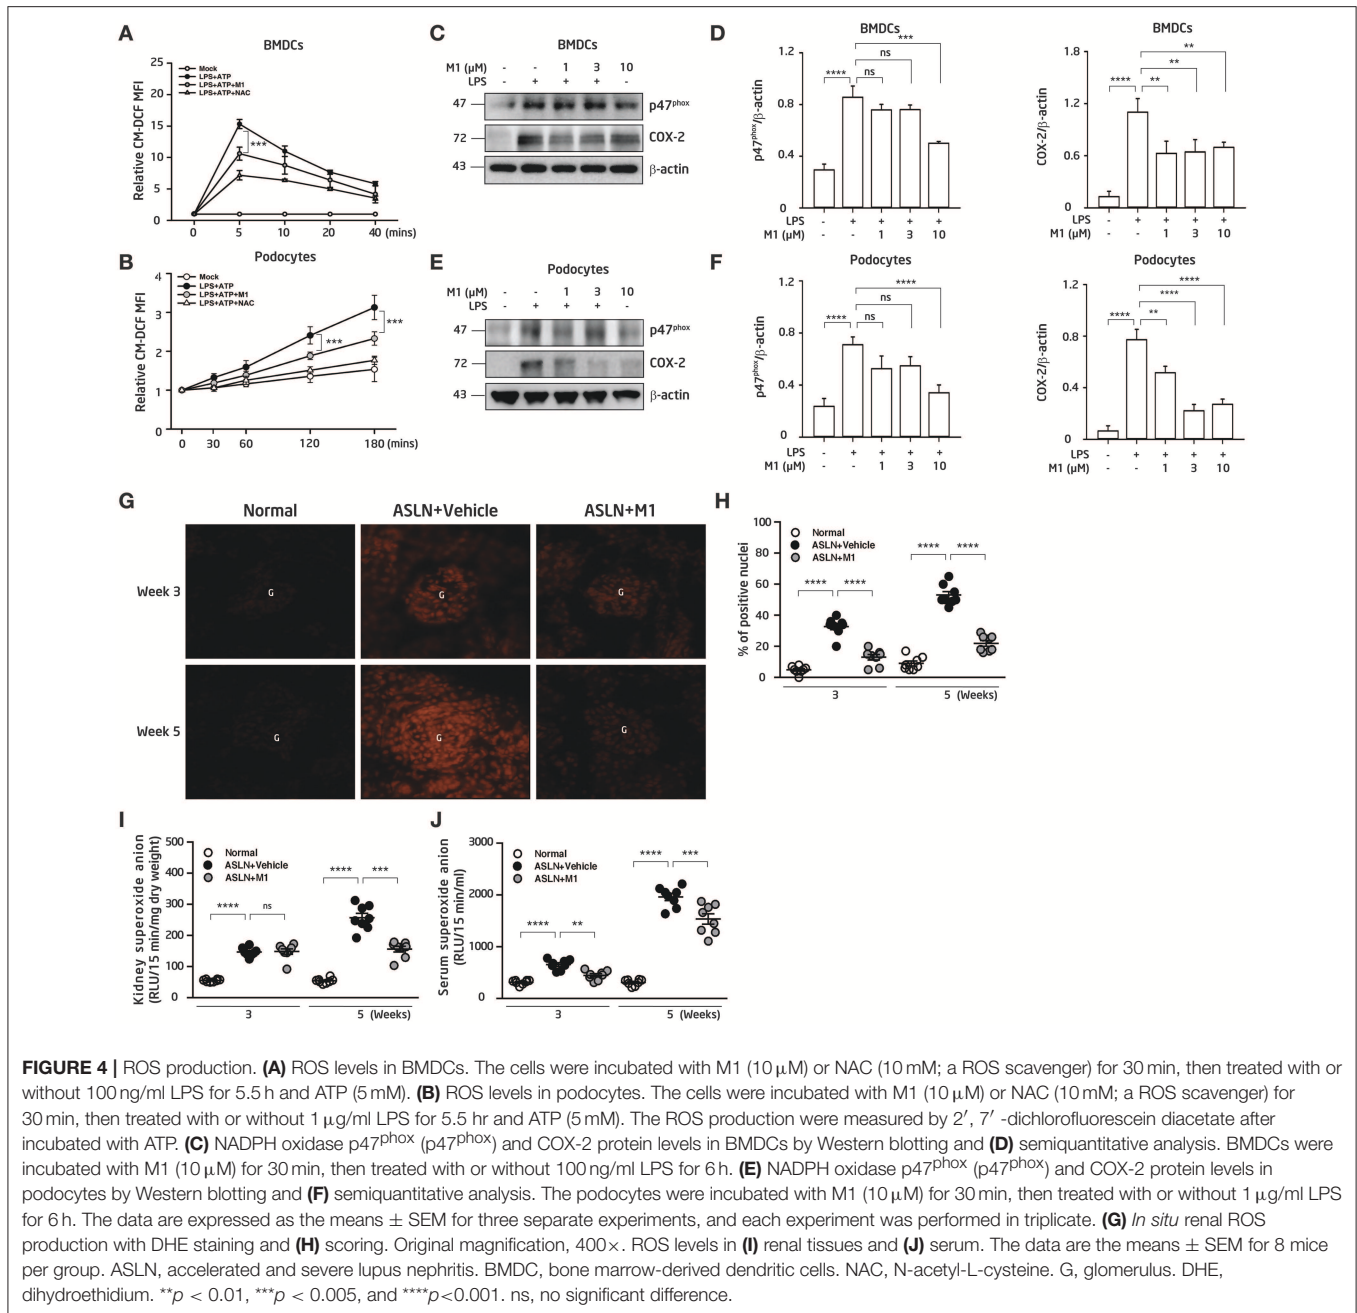 A
BMDCs
Mock
LPS+ATP
LPS+ATP+M1
LPS+ATP+NAC
Relative CM-DCF MFI
25
20
15
10
5
0
***
0 5 10 20 40 (mins)
B
Podocytes
Mock
LPS+ATP
LPS+ATP+M1
LPS+ATP+NAC
Relative CM-DCF MFI
4
3
2
1
0
***
***
0 30 60 120 180 (mins)
C
BMDCs
M1 (μM) - - 1 3 10
LPS - + + + -
47 p47phox
72 COX-2
43 β-actin
D
BMDCs
p47phox/β-actin
1.2
0.8
0.4
0
***
ns
**** ns
LPS - + + + +
M1 (μM) - - 1 3 10
COX-2/β-actin
1.8
1.2
0.6
0
**
**
**** **
LPS - + + + +
M1 (μM) - - 1 3 10
E
Podocytes
M1 (μM) - - 1 3 10
LPS - + + + -
47 p47phox
72 COX-2
43 β-actin
F
Podocytes
p47phox/β-actin
1.2
0.8
0.4
0
****
ns
**** ns
LPS - + + + +
M1 (μM) - - 1 3 10
COX-2/β-actin
1.2
0.8
0.4
0
****
****
**** **
LPS - + + + +
M1 (μM) - - 1 3 10
G
Normal ASLN+Vehicle ASLN+M1
Week 3
G G G
Week 5
G G G
H
% of positive nuclei
100
80
60
40
20
0
Normal
ASLN+Vehicle
ASLN+M1
**** ****
**** ****
3 5 (Weeks)
I
Kidney superoxide anion
(RLU/15 min/mg dry weight)
500
400
300
200
100
0
Normal
ASLN+Vehicle
ASLN+M1
**** ns
**** ***
3 5 (Weeks)
J
Serum superoxide anion
(RLU/15 min/ml)
3000
2000
1000
0
Normal
ASLN+Vehicle
ASLN+M1
**** **
**** ***
3 5 (Weeks)
FIGURE 4 | ROS production. (A) ROS levels in BMDCs. The cells were incubated with M1 (10 μM) or NAC (10 mM; a ROS scavenger) for 30 min, then treated with or
without 100 ng/ml LPS for 5.5 h and ATP (5 mM). (B) ROS levels in podocytes. The cells were incubated with M1 (10 μM) or NAC (10 mM; a ROS scavenger) for
30 min, then treated with or without 1 μg/ml LPS for 5.5 hr and ATP (5 mM). The ROS production were measured by 2′, 7′ -dichlorofluorescein diacetate after
incubated with ATP. (C) NADPH oxidase p47phox (p47phox) and COX-2 protein levels in BMDCs by Western blotting and (D) semiquantitative analysis. BMDCs were
incubated with M1 (10 μM) for 30 min, then treated with or without 100 ng/ml LPS for 6 h. (E) NADPH oxidase p47phox (p47phox) and COX-2 protein levels in
podocytes by Western blotting and (F) semiquantitative analysis. The podocytes were incubated with M1 (10 μM) for 30 min, then treated with or without 1 μg/ml LPS
for 6 h. The data are expressed as the means ± SEM for three separate experiments, and each experiment was performed in triplicate. (G) In situ renal ROS
production with DHE staining and (H) scoring. Original magnification, 400×. ROS levels in (I) renal tissues and (J) serum. The data are the means ± SEM for 8 mice
per group. ASLN, accelerated and severe lupus nephritis. BMDC, bone marrow-derived dendritic cells. NAC, N-acetyl-L-cysteine. G, glomerulus. DHE,
dihydroethidium. **p < 0.01, ***p < 0.005, and ****p<0.001. ns, no significant difference.